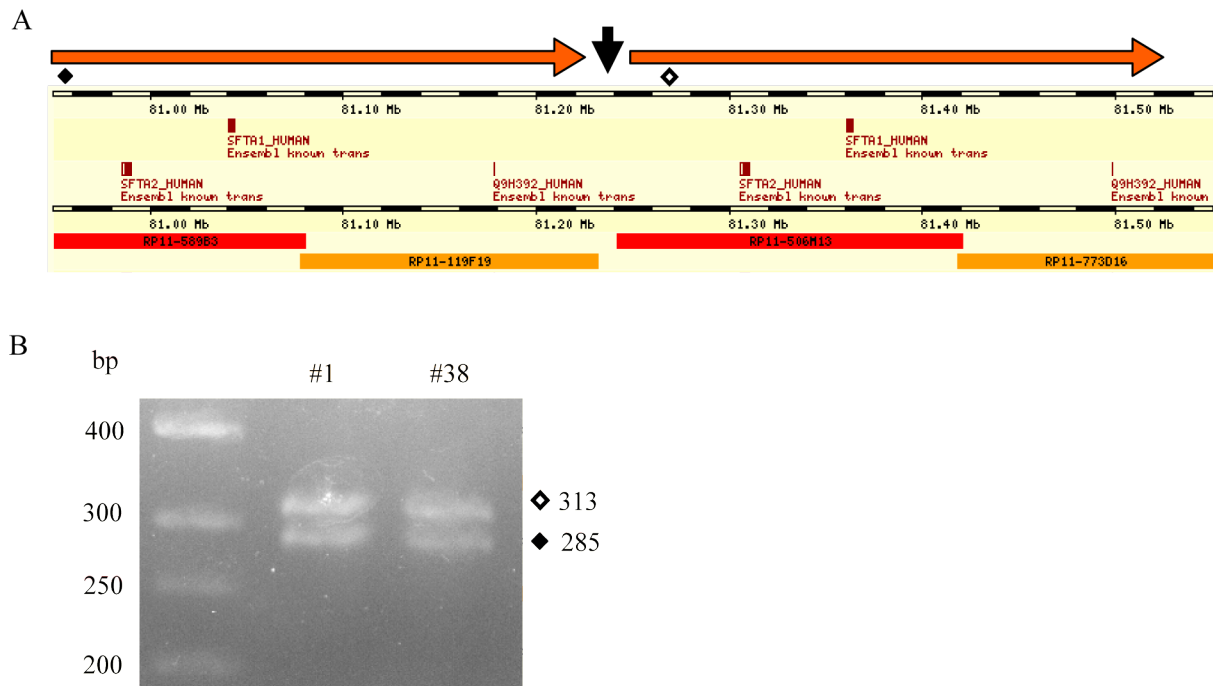 A
81.00 Mb 81.10 Mb 81.20 Mb 81.30 Mb 81.40 Mb 81.50 Mb
SFTA1_HUMAN SFTA1_HUMAN
Ensembl known trans Ensembl known trans
SFTA2_HUMAN Q9H392_HUMAN SFTA2_HUMAN Q9H392_HUMAN
Ensembl known trans Ensembl known trans Ensembl known trans Ensembl known
81.00 Mb 81.10 Mb 81.20 Mb 81.30 Mb 81.40 Mb 81.50 Mb
RP11-589B3 RP11-506M13
RP11-119F19 RP11-773D16
B
bp #1 #38
400
300 313
285
250
200